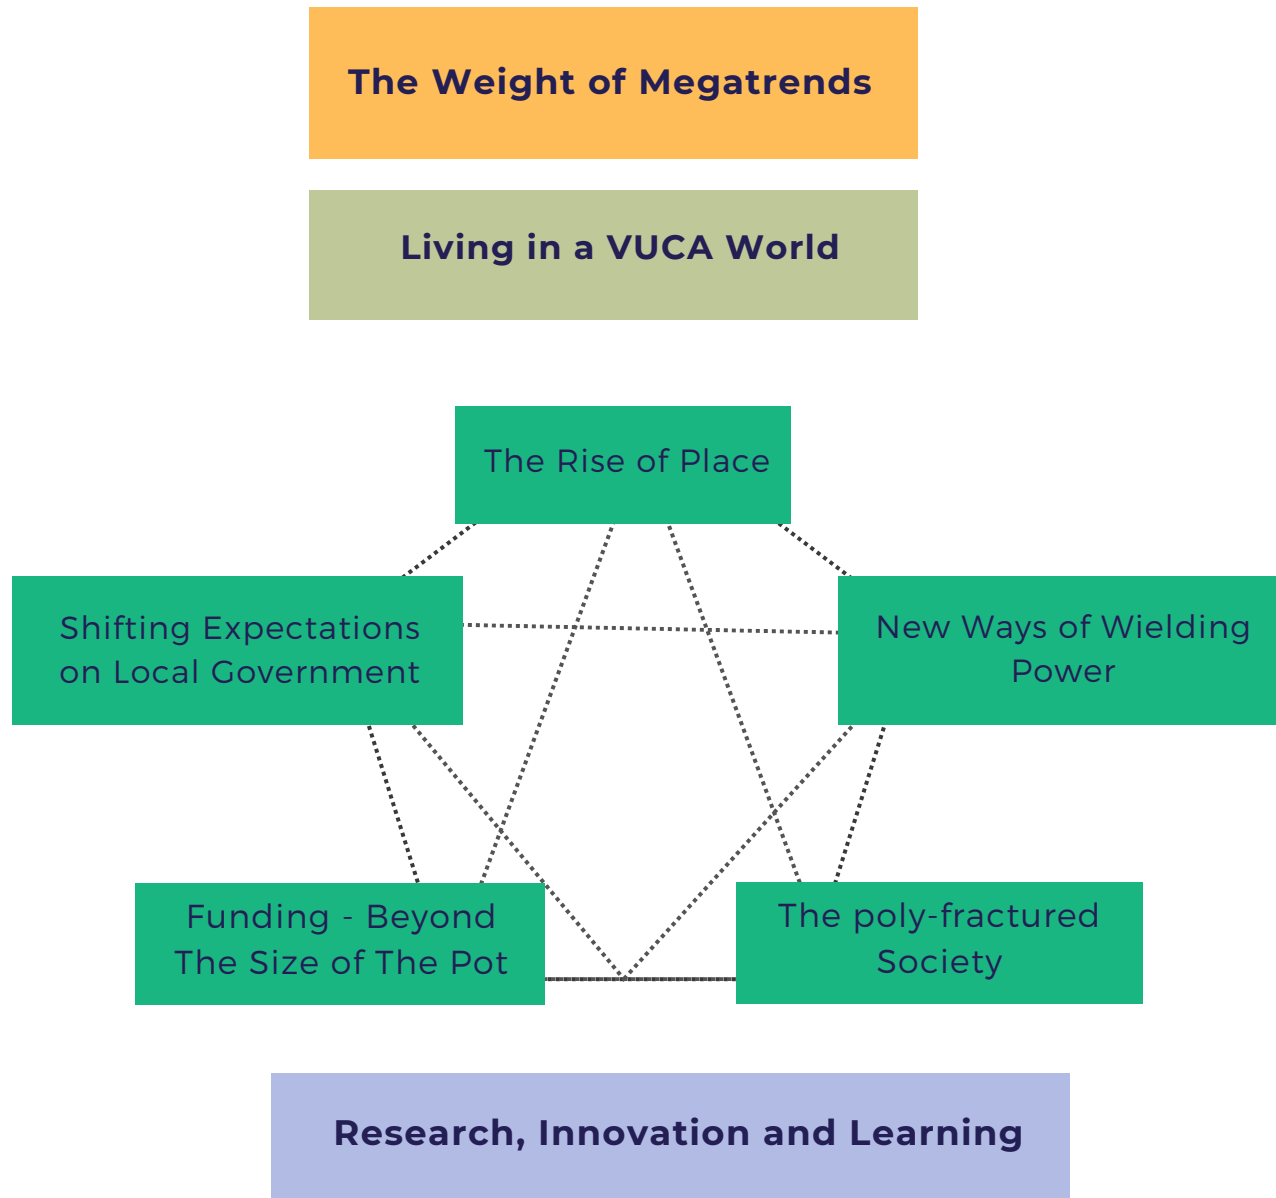 The Weight of Megatrends
Living in a VUCA World
The Rise of Place
Shifting Expectations
on Local Government
New Ways of Wielding
Power
Funding - Beyond
The Size of The Pot
The poly-fractured
Society
Research, Innovation and Learning